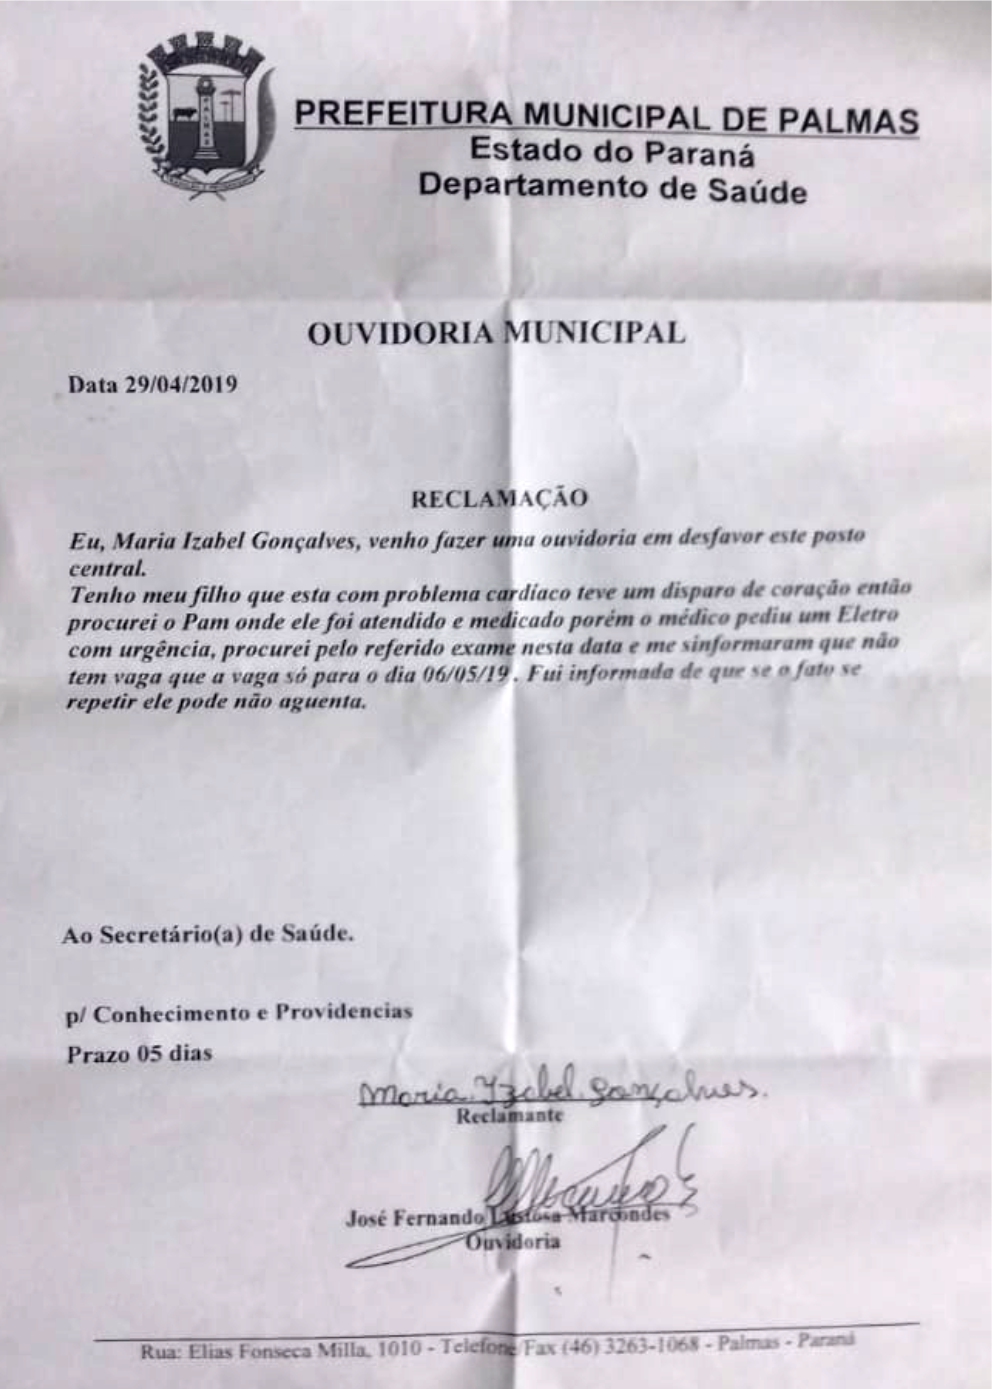 PALMAS
PREFEITURA MUNICIPAL DE PALMAS
Estado do Paraná
Departamento de Saúde
OUVIDORIA MUNICIPAL
Data 29/04/2019
RECLAMAÇÃO
Eu, Maria Izabel Gonçalves, venho fazer uma ouvidoria em desfavor este posto
central.
Tenho meu filho que esta com problema cardíaco teve um disparo de coração então
procurei o Pam onde ele foi atendido e medicado porém o médico pediu um Eletro
com urgência, procurei pelo referido exame nesta data e me sinformaram que não
tem vaga que a vaga só para o dia 06/05/19 . Fui informada de que se o fato se
repetir ele pode não aguenta.
Ao Secretário(a) de Saúde.
p/ Conhecimento e Providencias
Prazo 05 dias
Maria Yzabel Gonçalves.
Reclamante
José Fernando Lustosa Marcondes
Ouvidoria
Rua: Elias Fonseca Milla, 1010 - Telefone/Fax (46) 3263-1068 - Palmas - Paraná